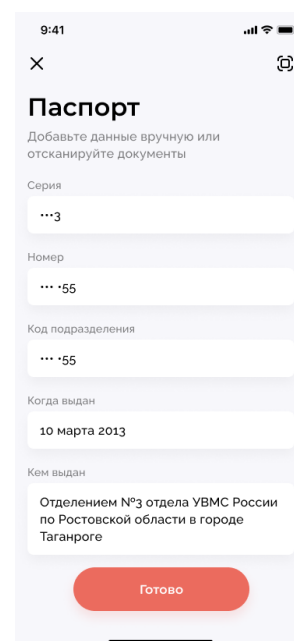 9:41
Паспорт
Добавьте данные вручную или
отсканируйте документы
Серия
•••3
Номер
••• •55
Код подразделения
••• •55
Когда выдан
10 марта 2013
Кем выдан
Отделением №3 отдела УВМС России
по Ростовской области в городе
Таганроге
Готово